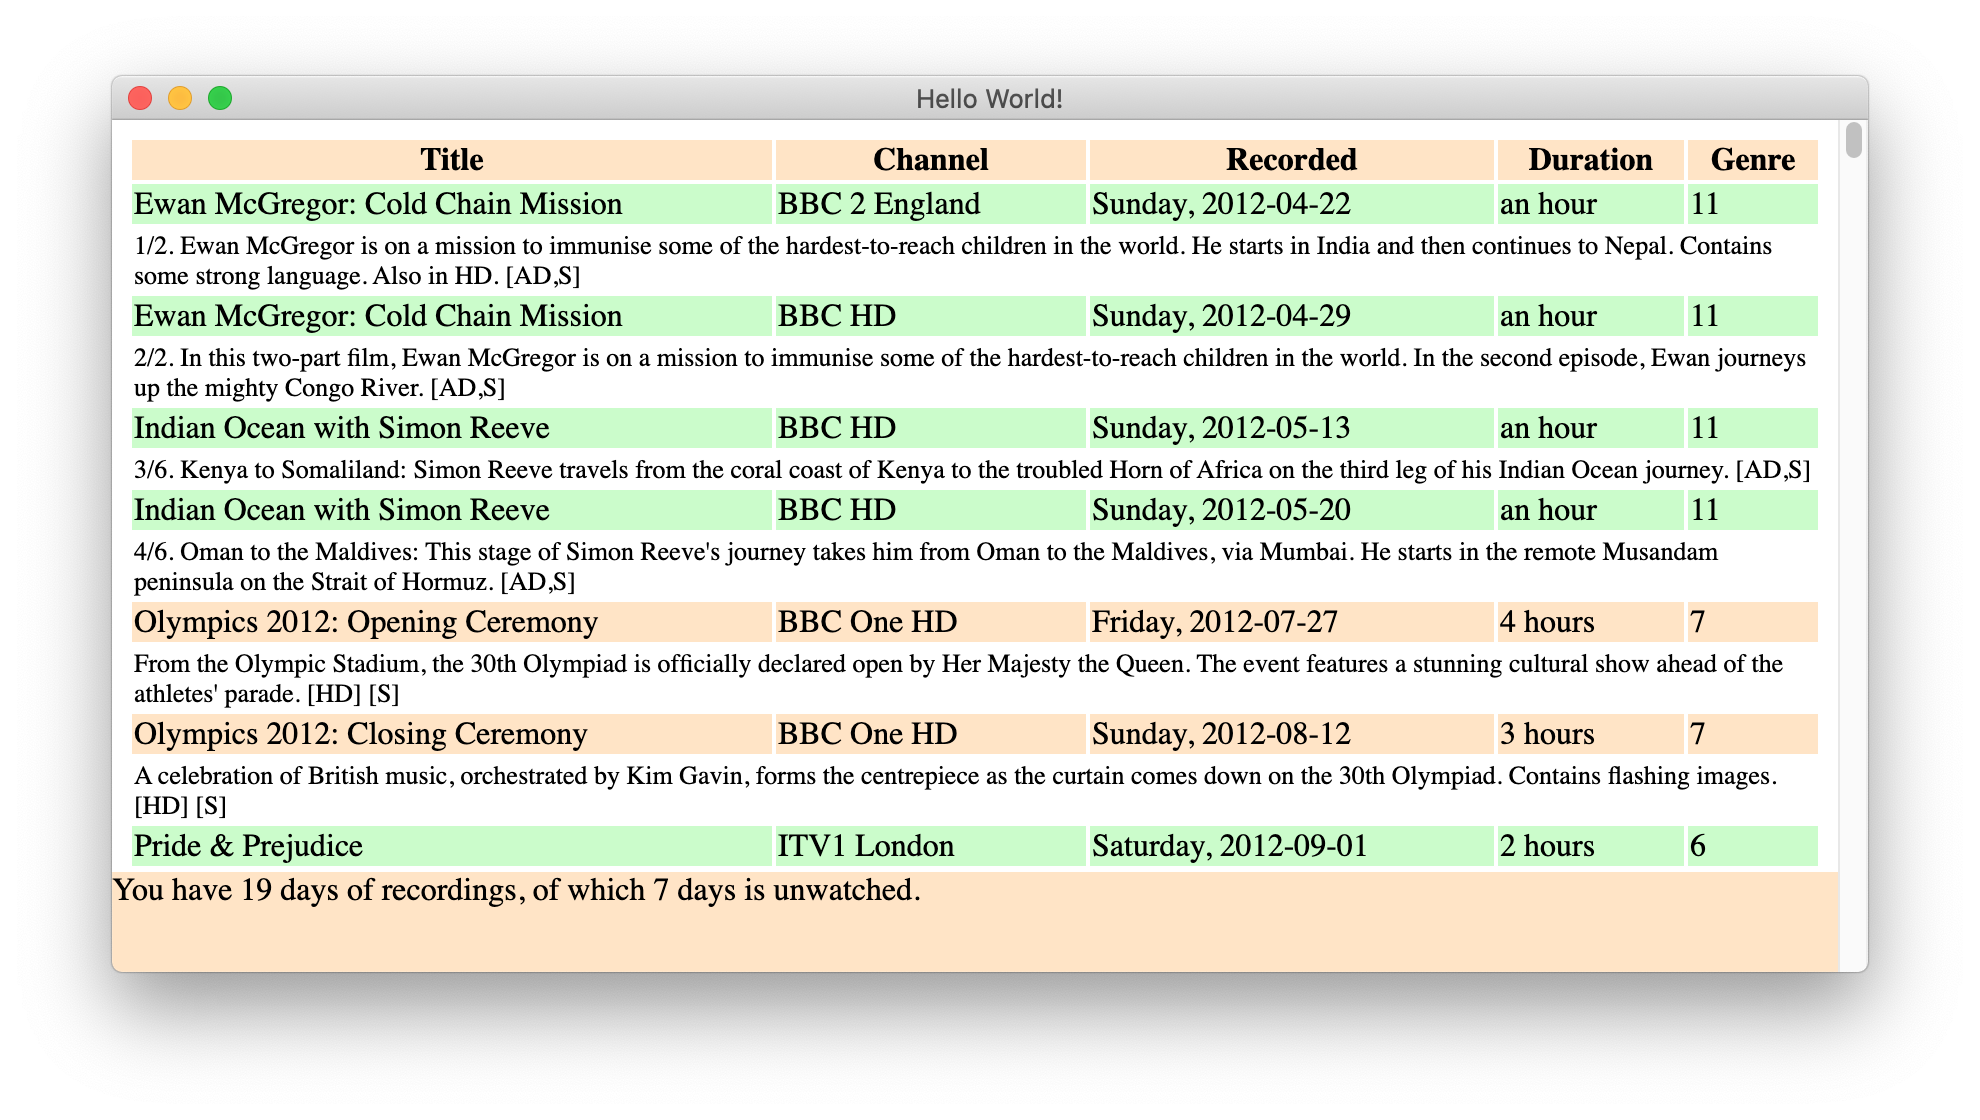 Hello World!
Title Channel Recorded Duration Genre
Ewan McGregor: Cold Chain Mission BBC 2 England Sunday, 2012-04-22 an hour 11
1/2. Ewan McGregor is on a mission to immunise some of the hardest-to-reach children in the world. He starts in India and then continues to Nepal. Contains
some strong language. Also in HD. [AD,S]
Ewan McGregor: Cold Chain Mission BBC HD Sunday, 2012-04-29 an hour 11
2/2. In this two-part film, Ewan McGregor is on a mission to immunise some of the hardest-to-reach children in the world. In the second episode, Ewan journeys
up the mighty Congo River. [AD,S]
Indian Ocean with Simon Reeve BBC HD Sunday, 2012-05-13 an hour 11
3/6. Kenya to Somaliland: Simon Reeve travels from the coral coast of Kenya to the troubled Horn of Africa on the third leg of his Indian Ocean journey. [AD,S]
Indian Ocean with Simon Reeve BBC HD Sunday, 2012-05-20 an hour 11
4/6. Oman to the Maldives: This stage of Simon Reeve's journey takes him from Oman to the Maldives, via Mumbai. He starts in the remote Musandam
peninsula on the Strait of Hormuz. [AD,S]
Olympics 2012: Opening Ceremony BBC One HD Friday, 2012-07-27 4 hours 7
From the Olympic Stadium, the 30th Olympiad is officially declared open by Her Majesty the Queen. The event features a stunning cultural show ahead of the
athletes' parade. [HD] [S]
Olympics 2012: Closing Ceremony BBC One HD Sunday, 2012-08-12 3 hours 7
A celebration of British music, orchestrated by Kim Gavin, forms the centrepiece as the curtain comes down on the 30th Olympiad. Contains flashing images.
[HD] [S]
Pride & Prejudice ITV1 London Saturday, 2012-09-01 2 hours 6
You have 19 days of recordings, of which 7 days is unwatched.